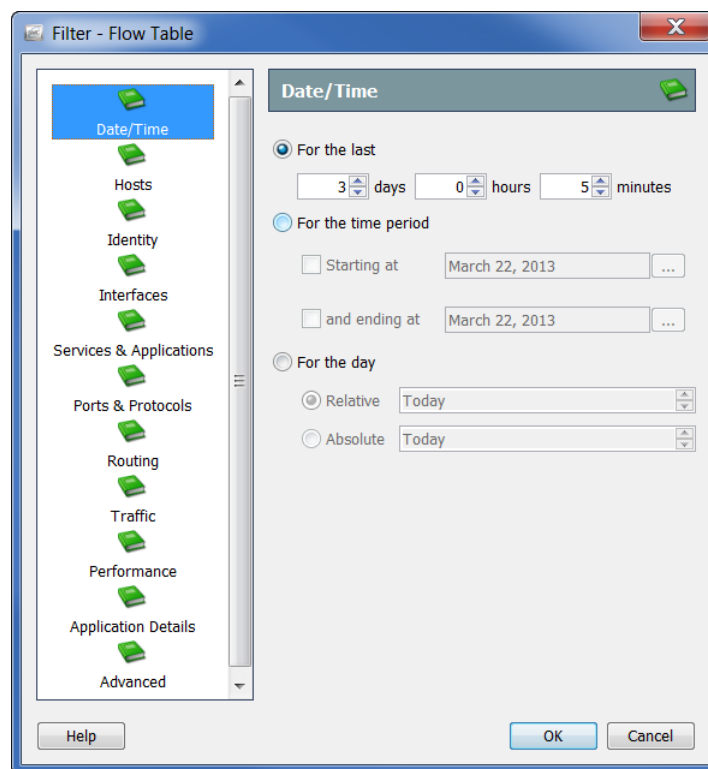 Filter - Flow Table
Date/Time
Hosts
Identity
Interfaces
Services & Applications
Ports & Protocols
Routing
Traffic
Performance
Application Details
Advanced
Date/Time
For the last
3 days 0 hours 5 minutes
For the time period
Starting at March 22, 2013 ...
and ending at March 22, 2013 ...
For the day
Relative Today
Absolute Today
Help OK Cancel